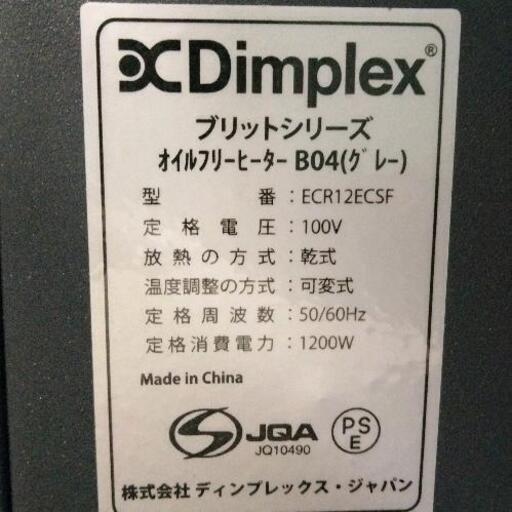 Dimplex®
ブリットシリーズ
オイルフリーヒーター B04(グレー)
型 番 : ECR12ECSF
定格電圧 : 100V
放熱の方式 : 乾式
温度調整の方式 : 可変式
定格周波数 : 50/60Hz
定格消費電力 : 1200W
Made in China
JQA
JQ10490
PS
E
株式会社 ディンプレックス・ジャパン